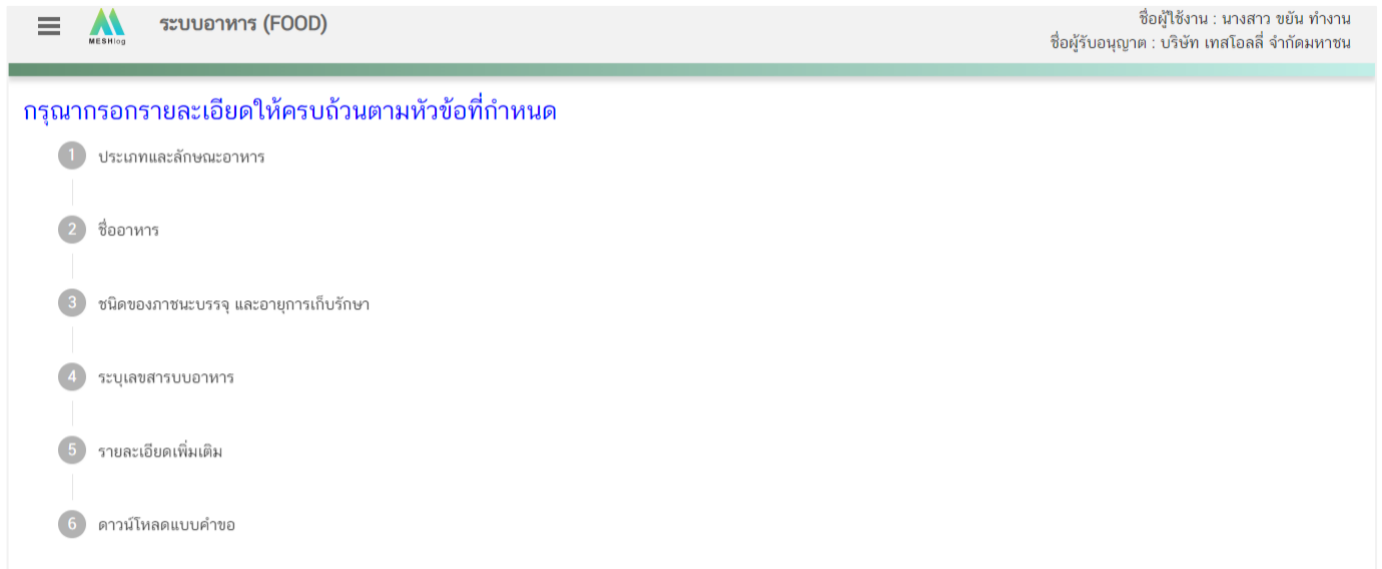 ระบบอาหาร (FOOD)
MESHlog
ชื่อผู้ใช้งาน : นางสาว ขยัน ทำงาน
ชื่อผู้รับอนุญาต : บริษัท เทสโอลลี่ จำกัดมหาชน
กรุณากรอกรายละเอียดให้ครบถ้วนตามหัวข้อที่กำหนด
1 ประเภทและลักษณะอาหาร
2 ชื่ออาหาร
3 ชนิดของภาชนะบรรจุ และอายุการเก็บรักษา
4 ระบุเลขสารบบอาหาร
5 รายละเอียดเพิ่มเติม
6 ดาวน์โหลดแบบคำขอ